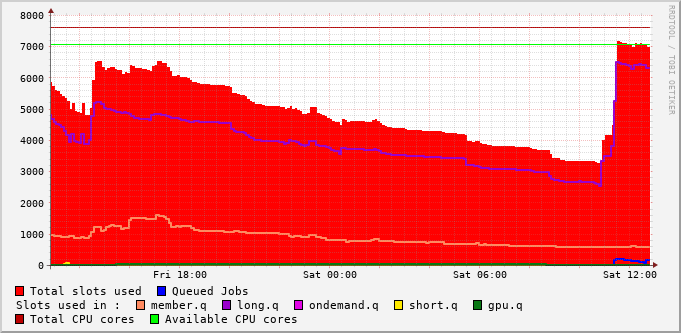 8000
7000
6000
5000
4000
3000
2000
1000
0
Fri 18:00 Sat 00:00 Sat 06:00 Sat 12:00
RRDTOOL / TOBI OETIKER
Total slots used Queued Jobs
Slots used in : member.q long.q ondemand.q short.q gpu.q
Total CPU cores Available CPU cores